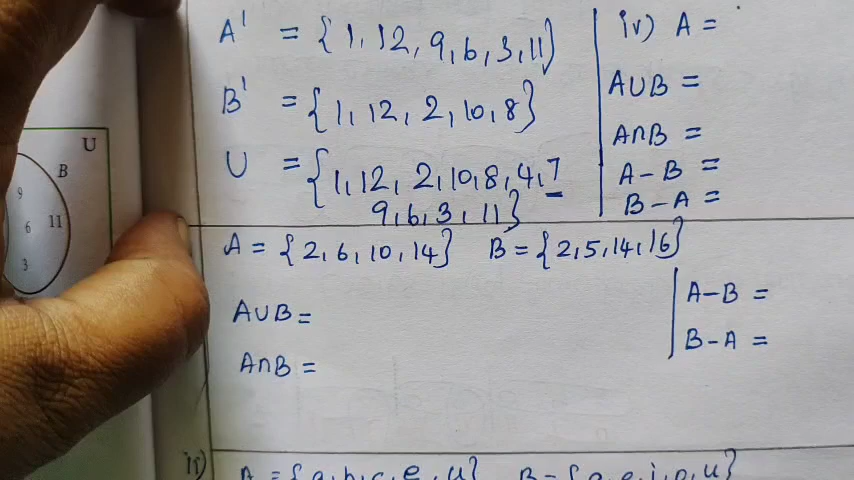 A' = {1, 12, 9, 6, 3, 11}
B' = {1, 12, 2, 10, 8}
U = {1, 12, 2, 10, 8, 4, 7
9, 6, 3, 11}
iv) A =
A∪B =
A∩B =
A-B =
B-A =
U
B
9
6 11
3
A = {2, 6, 10, 14} B = {2, 5, 14, 16}
A∪B =
A∩B =
A-B =
B-A =
ii) A = {a, b, c, e, u} B = {a, e, i, o, u}